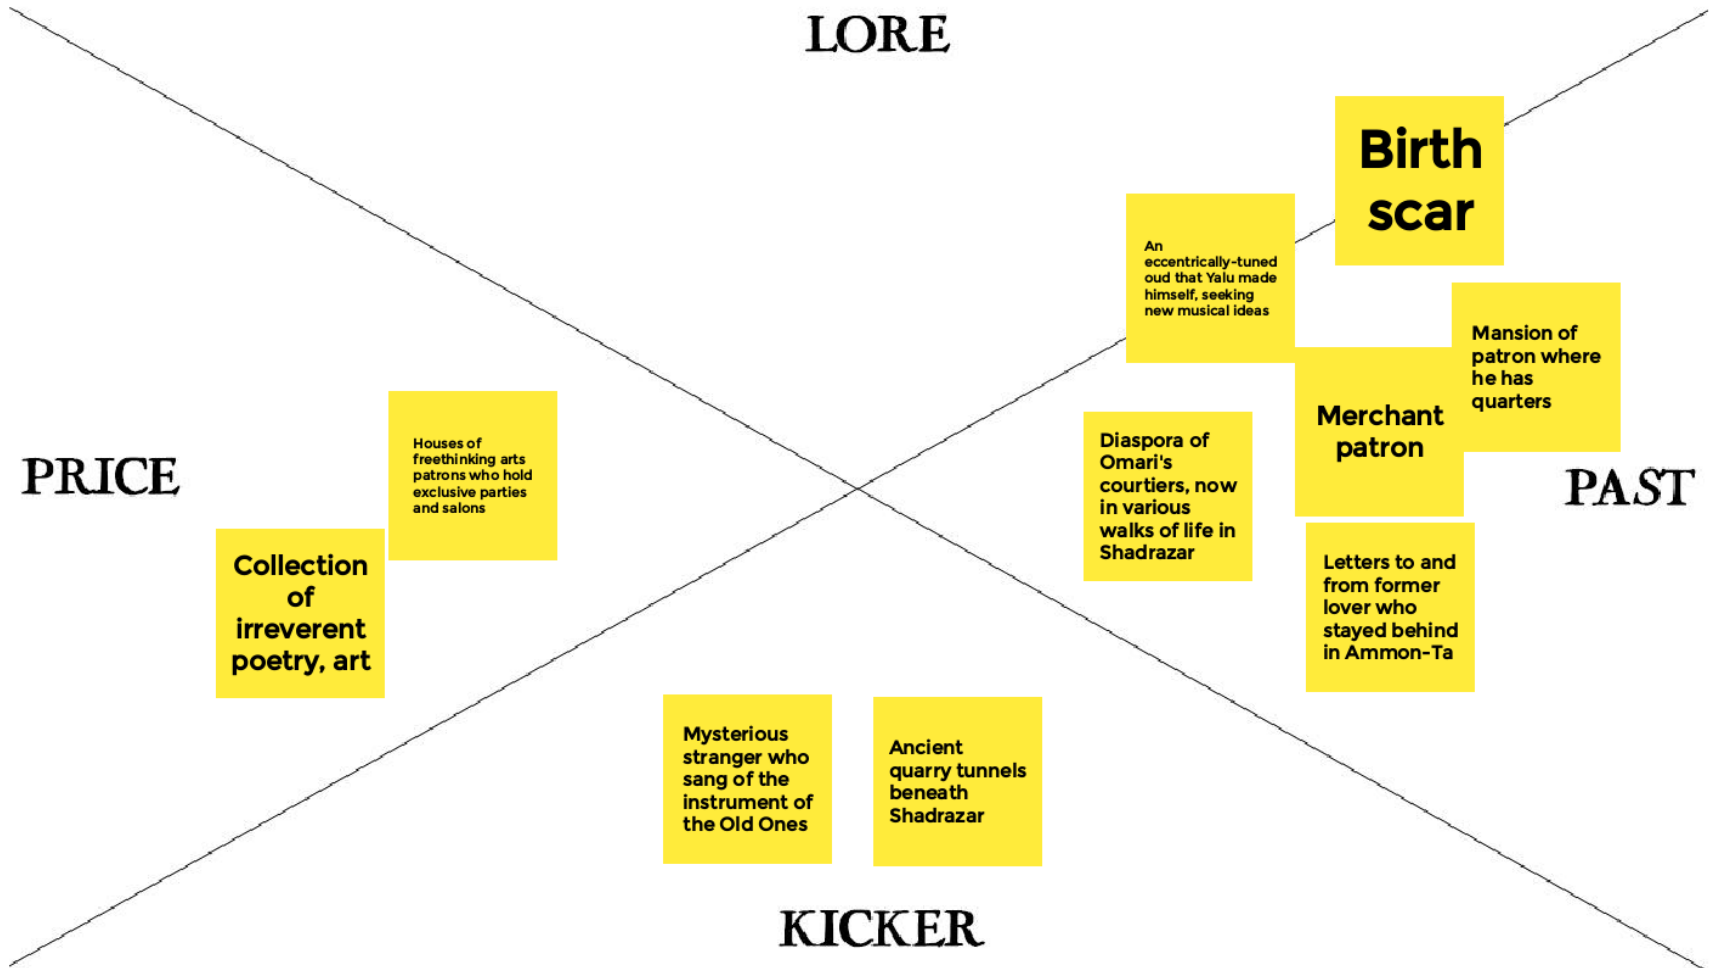 LORE
Birth
scar
An
eccentrically-tuned
oud that Yalu made
himself, seeking
new musical ideas
Mansion of
patron where
he has
quarters
Merchant
patron
Houses of
freethinking arts
patrons who hold
exclusive parties
and salons
Diaspora of
Omari's
courtiers, now
in various
walks of life in
Shadrazar
PRICE
PAST
Collection
of
irreverent
poetry, art
Letters to and
from former
lover who
stayed behind
in Ammon-Ta
Mysterious
stranger who
sang of the
instrument of
the Old Ones
Ancient
quarry tunnels
beneath
Shadrazar
KICKER